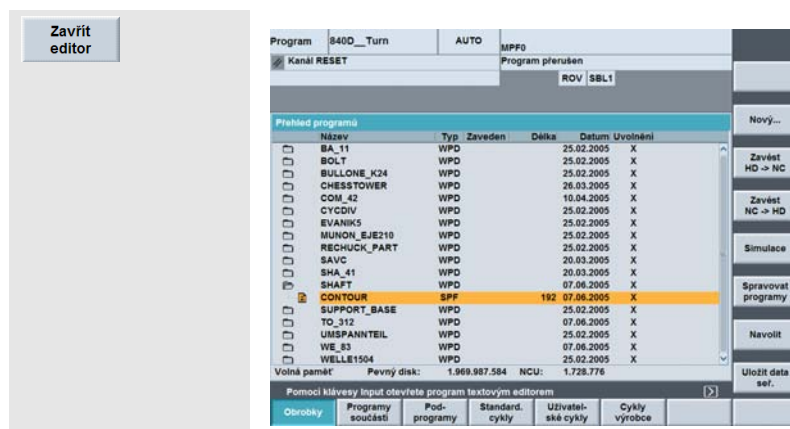 Zavřít
editor
Program 840D__Turn AUTO MPF0
Kanál RESET Program přerušen
ROV SBL1
Přehled programů
Název Typ Zaveden Délka Datum Uvolnění
BA_11 WPD 25.02.2005 X
BOLT WPD 25.02.2005 X
BULLONE_K24 WPD 25.02.2005 X
CHESSTOWER WPD 26.03.2005 X
COM_42 WPD 10.04.2005 X
CYCDIV WPD 25.02.2005 X
EVANIK5 WPD 25.02.2005 X
MUNON_EJE210 WPD 25.02.2005 X
RECHUCK_PART WPD 25.02.2005 X
SAVC WPD 20.03.2005 X
SHA_41 WPD 20.03.2005 X
SHAFT WPD 07.06.2005 X
CONTOUR SPF 192 07.06.2005 X
SUPPORT_BASE WPD 25.02.2005 X
TO_312 WPD 07.06.2005 X
UMSPANNTEIL WPD 25.02.2005 X
WE_83 WPD 07.06.2005 X
WELLE1504 WPD 25.02.2005 X
Volná paměť Pevný disk: 1.969.987.584 NCU: 1.728.776
Pomocí klávesy Input otevřete program textovým editorem
Nový...
Zavést
HD -> NC
Zavést
NC -> HD
Simulace
Spravovat
programy
Navolit
Uložit data
seř.
Obrobky
Programy
součástí
Pod-
programy
Standard.
cykly
Uživatel-
ské cykly
Cykly
výrobce